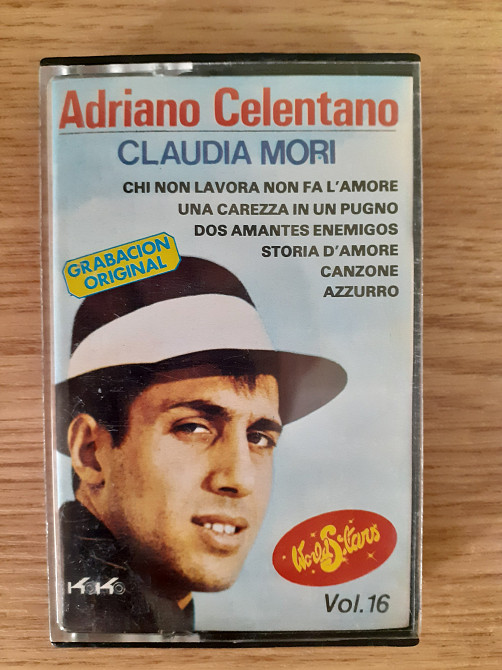 Adriano Celentano
CLAUDIA MORI
CHI NON LAVORA NON FA L'AMORE
UNA CAREZZA IN UN PUGNO
DOS AMANTES ENEMIGOS
STORIA D'AMORE
CANZONE
AZZURRO
GRABACION
ORIGINAL
World Stars
KoKo
Vol. 16